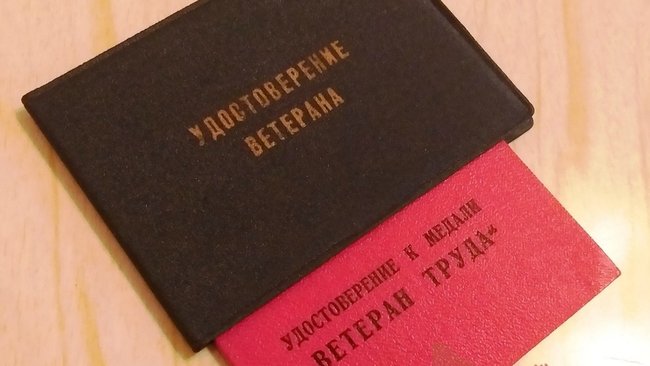 УДОСТОВЕРЕНИЕ
ВЕТЕРАНА
УДОСТОВЕРЕНИЕ К МЕДАЛИ
ВЕТЕРАН ТРУДА"